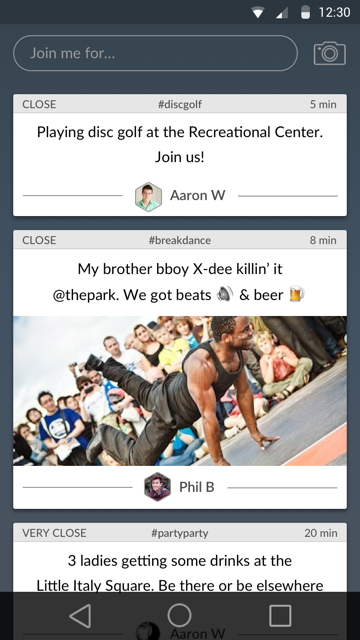 12:30
Join me for...
CLOSE #discgolf 5 min
Playing disc golf at the Recreational Center.
Join us!
Aaron W
CLOSE #breakdance 8 min
My brother bboy X-dee killin' it
@thepark. We got beats 🔊 & beer 🍺
Phil B
VERY CLOSE #partyparty 20 min
3 ladies getting some drinks at the
Little Italy Square. Be there or be elsewhere
Aaron W